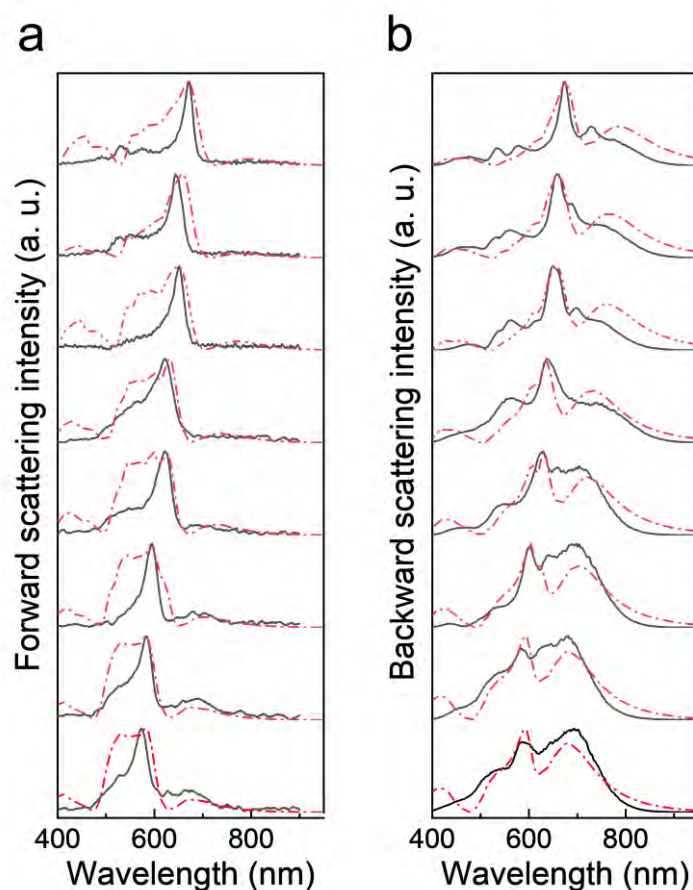 a
b
Forward scattering intensity (a. u.)
Backward scattering intensity (a. u.)
400 600 800
400 600 800
Wavelength (nm)
Wavelength (nm)